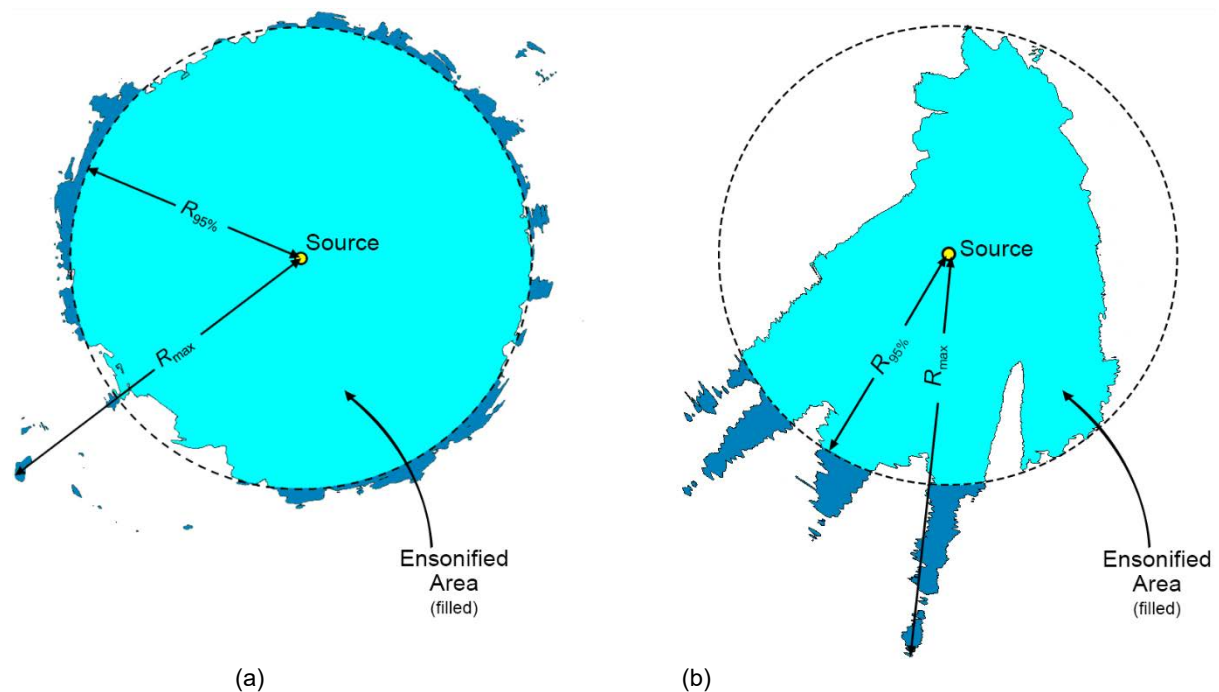 Source
R95%
Rmax
Ensonified
Area
(filled)
(a)
Source
R95%
Rmax
Ensonified
Area
(filled)
(b)